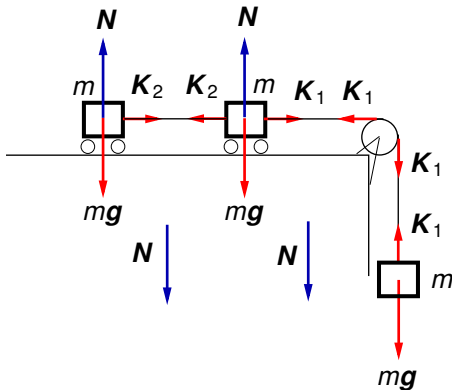 N N
m K2 K2 m K1 K1
K1
mg mg K1
N N m
mg